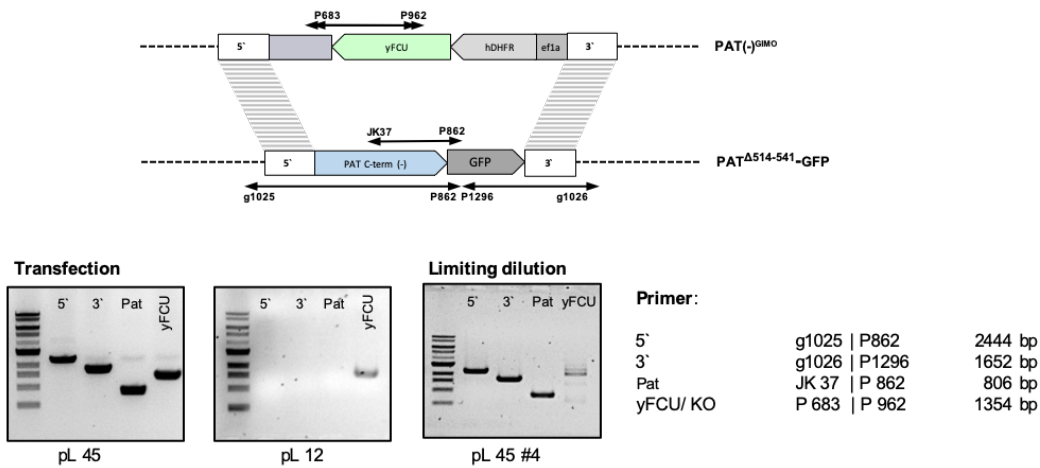 P683 P962
5` yFCU hDHFR ef1a 3` PAT(-)GIMO
JK37 P862
5` PAT C-term (-) GFP 3` PATΔ514-541-GFP
g1025 P862 P1296 g1026
Transfection
5` 3` Pat yFCU
pL 45
5` 3` Pat yFCU
pL 12
Limiting dilution
5` 3` Pat yFCU
pL 45 #4
Primer:
5` g1025 | P862 2444 bp
3` g1026 | P1296 1652 bp
Pat JK 37 | P 862 806 bp
yFCU/ KO P 683 | P 962 1354 bp